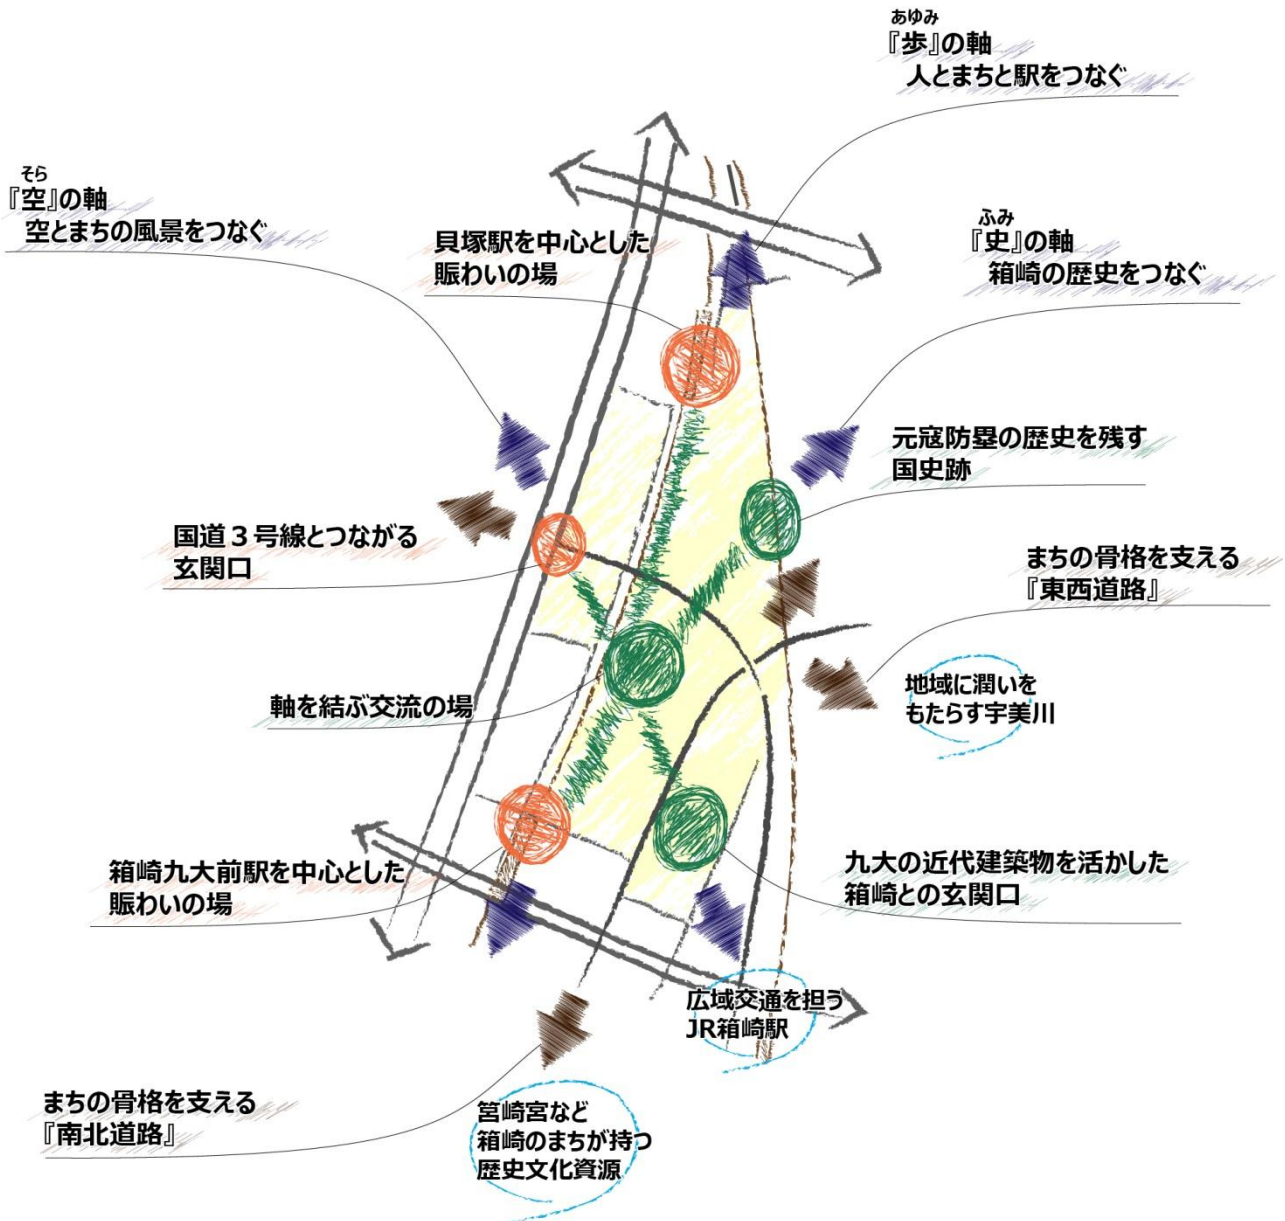 あゆみ
『歩』の軸
人とまちと駅をつなぐ
そら
『空』の軸
空とまちの風景をつなぐ
貝塚駅を中心とした
賑わいの場
ふみ
『史』の軸
箱崎の歴史をつなぐ
元寇防塁の歴史を残す
国史跡
国道3号線とつながる
玄関口
まちの骨格を支える
『東西道路』
軸を結ぶ交流の場
地域に潤いを
もたらす宇美川
箱崎九大前駅を中心とした
賑わいの場
九大の近代建築物を活かした
箱崎との玄関口
広域交通を担う
JR箱崎駅
まちの骨格を支える
『南北道路』
筥崎宮など
箱崎のまちが持つ
歴史文化資源